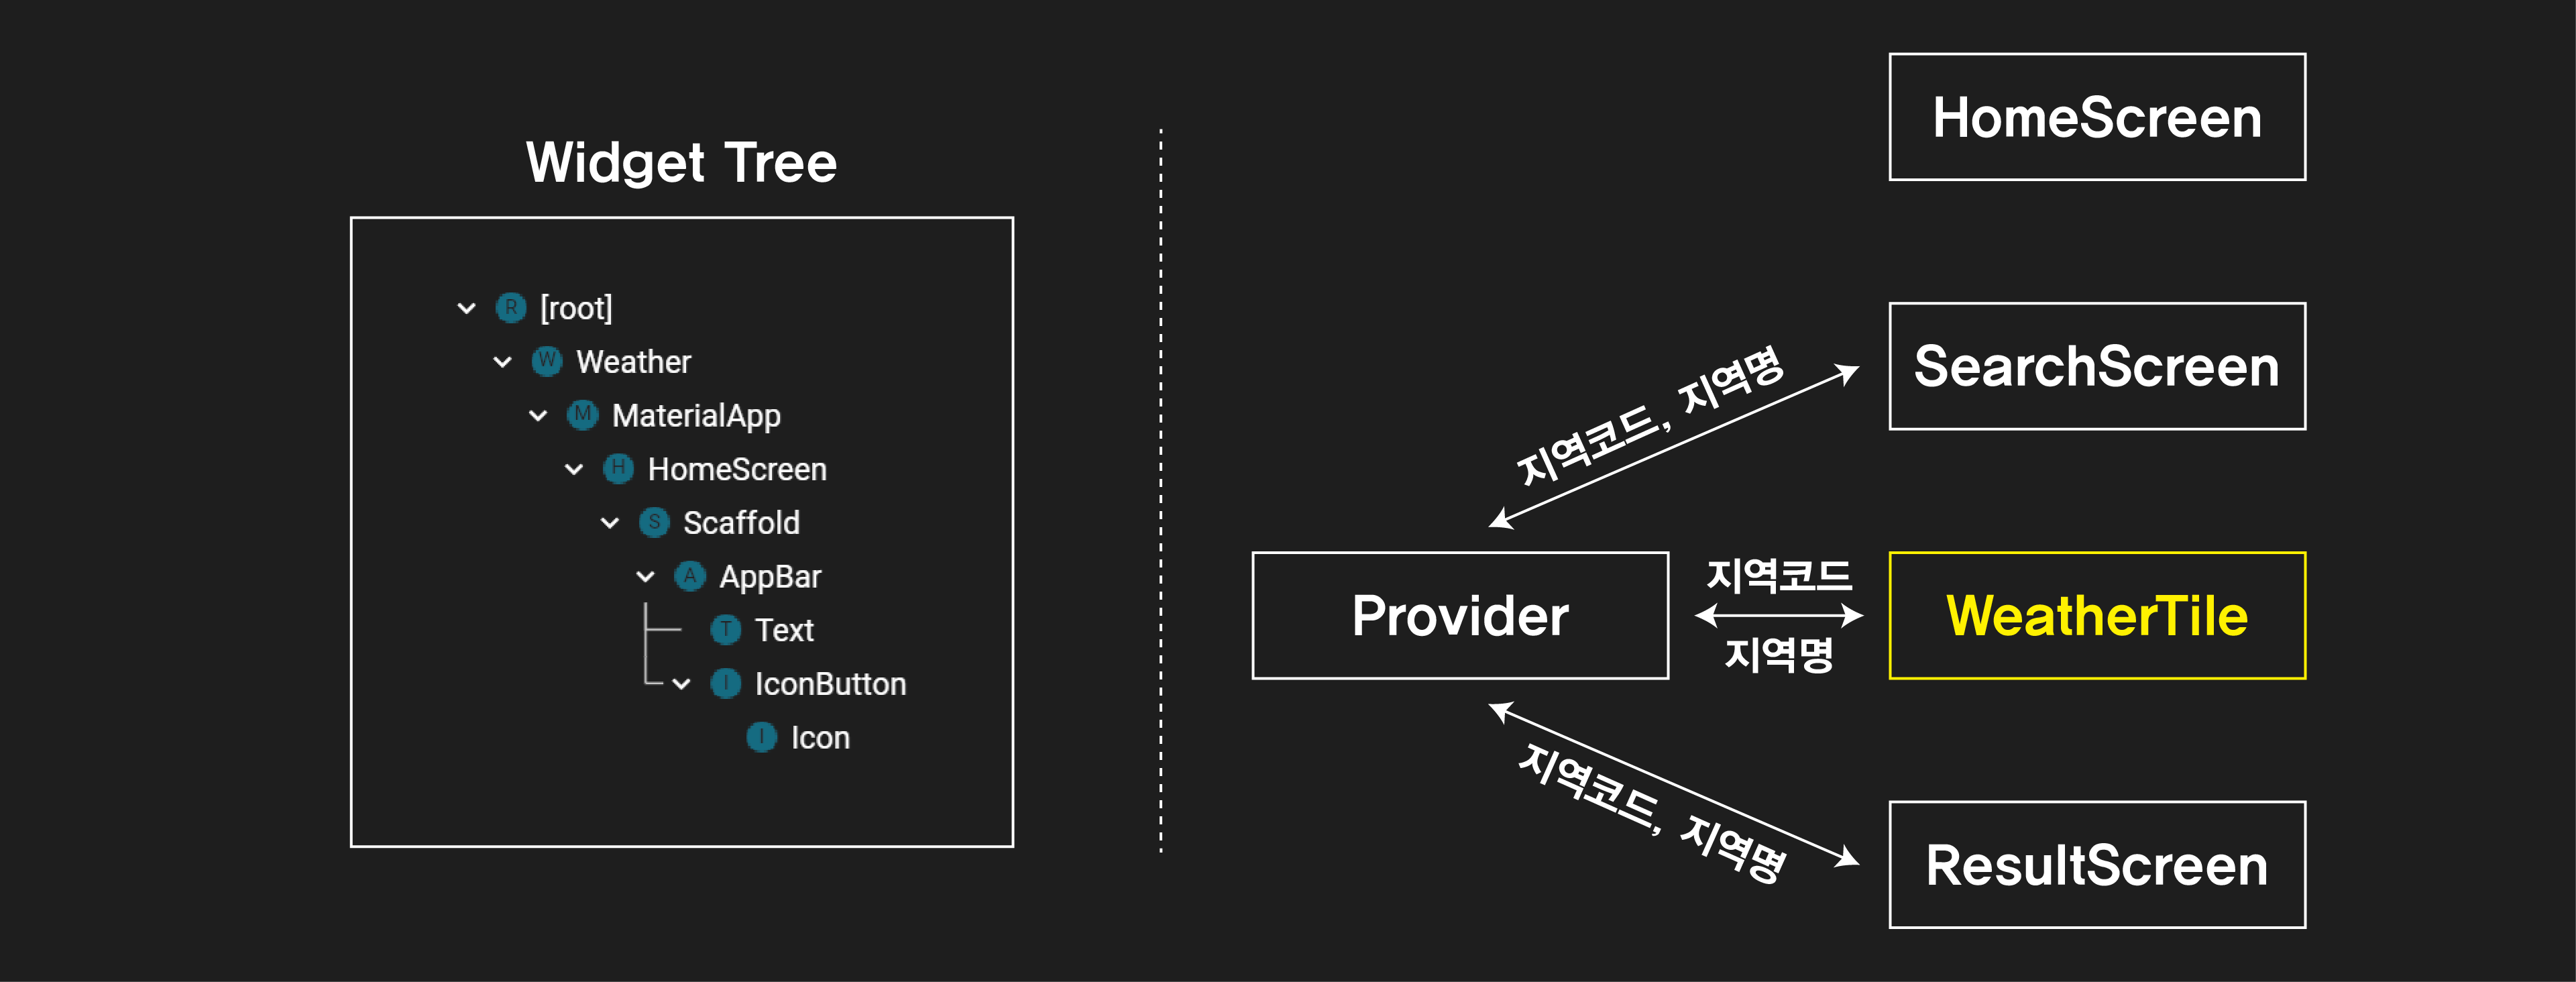 Widget Tree
R [root]
W Weather
M MaterialApp
H HomeScreen
S Scaffold
A AppBar
T Text
I IconButton
I Icon
HomeScreen
SearchScreen
지역코드, 지역명
Provider
지역코드
지역명
WeatherTile
지역코드, 지역명
ResultScreen